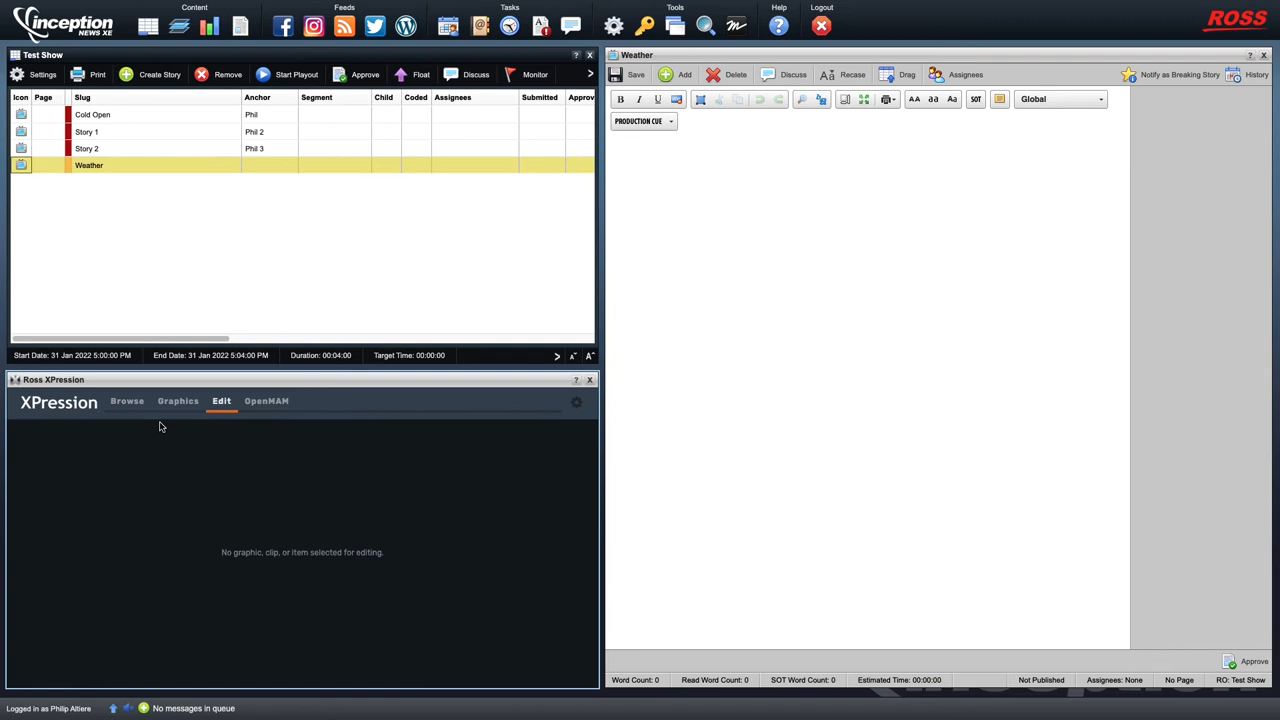 Content
Feeds
Tasks
Tools
Help
Logout
inception
NEWS XE
ROSS
Test Show
?
x
Settings
Print
Create Story
Remove
Start Playout
Approve
Float
Discuss
Monitor
>
Icon Page Slug Anchor Segment Child Coded Assignees Submitted Approv
Cold Open Phil
Story 1 Phil 2
Story 2 Phil 3
Weather
Start Date: 31 Jan 2022 5:00:00 PM End Date: 31 Jan 2022 5:04:00 PM Duration: 00:04:00 Target Time: 00:00:00 >
Ross XPression
XPression Browse Graphics Edit OpenMAM
No graphic, clip, or item selected for editing.
Weather
Save Add Delete Discuss Recase Drag Assignees Notify as Breaking Story History
B I U AA aa Aa SOT Global
PRODUCTION CUE
Approve
Word Count: 0 Read Word Count: 0 SOT Word Count: 0 Estimated Time: 00:00:00 Not Published Assignees: None No Page RO: Test Show
Logged in as Philip Altiere No messages in queue